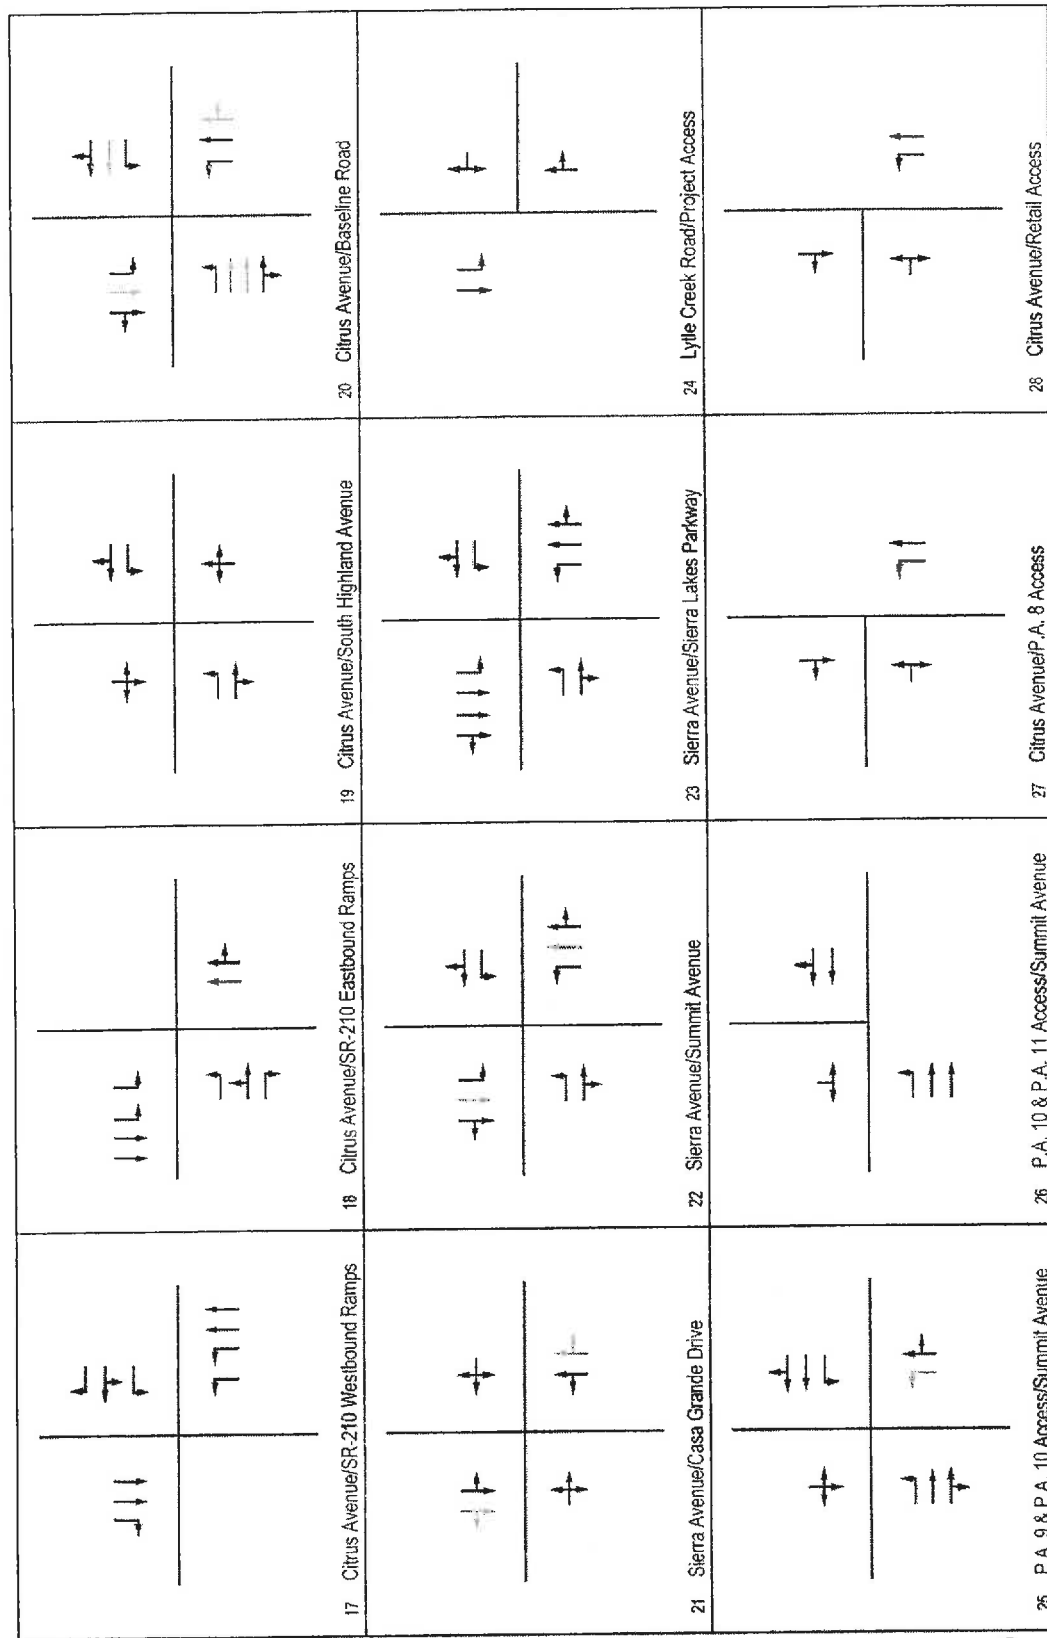 17 Citrus Avenue/SR-210 Westbound Ramps
18 Citrus Avenue/SR-210 Eastbound Ramps
19 Citrus Avenue/South Highland Avenue
20 Citrus Avenue/Baseline Road
21 Sierra Avenue/Casa Grande Drive
22 Sierra Avenue/Summit Avenue
23 Sierra Avenue/Sierra Lakes Parkway
24 Lytle Creek Road/Project Access
25 P.A. 9 & P.A. 10 Access/Summit Avenue
26 P.A. 10 & P.A. 11 Access/Summit Avenue
27 Citrus Avenue/P.A. 8 Access
28 Citrus Avenue/Retail Access